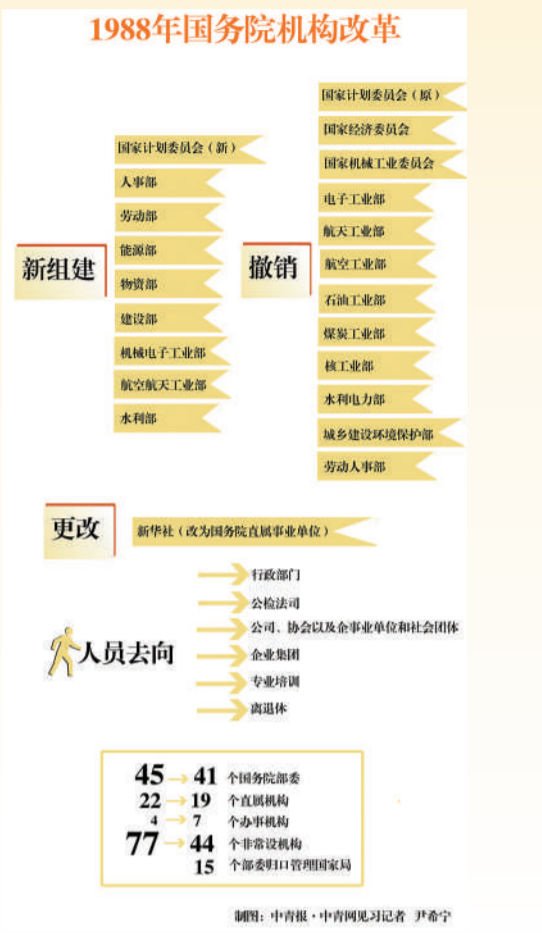 1988年国务院机构改革
新组建
国家计划委员会（新）
人事部
劳动部
能源部
物资部
建设部
机械电子工业部
航空航天工业部
水利部
撤销
国家计划委员会（原）
国家经济委员会
国家机械工业委员会
电子工业部
航天工业部
航空工业部
石油工业部
煤炭工业部
核工业部
水利电力部
城乡建设环境保护部
劳动人事部
更改
新华社（改为国务院直属事业单位）
人员去向
行政部门
公检法司
公司、协会以及企事业单位和社会团体
企业集团
专业培训
离退休
45 → 41 个国务院部委
22 → 19 个直属机构
4 → 7 个办事机构
77 → 44 个非常设机构
15 个部委归口管理国家局
制图：中青报·中青网见习记者 尹希宁